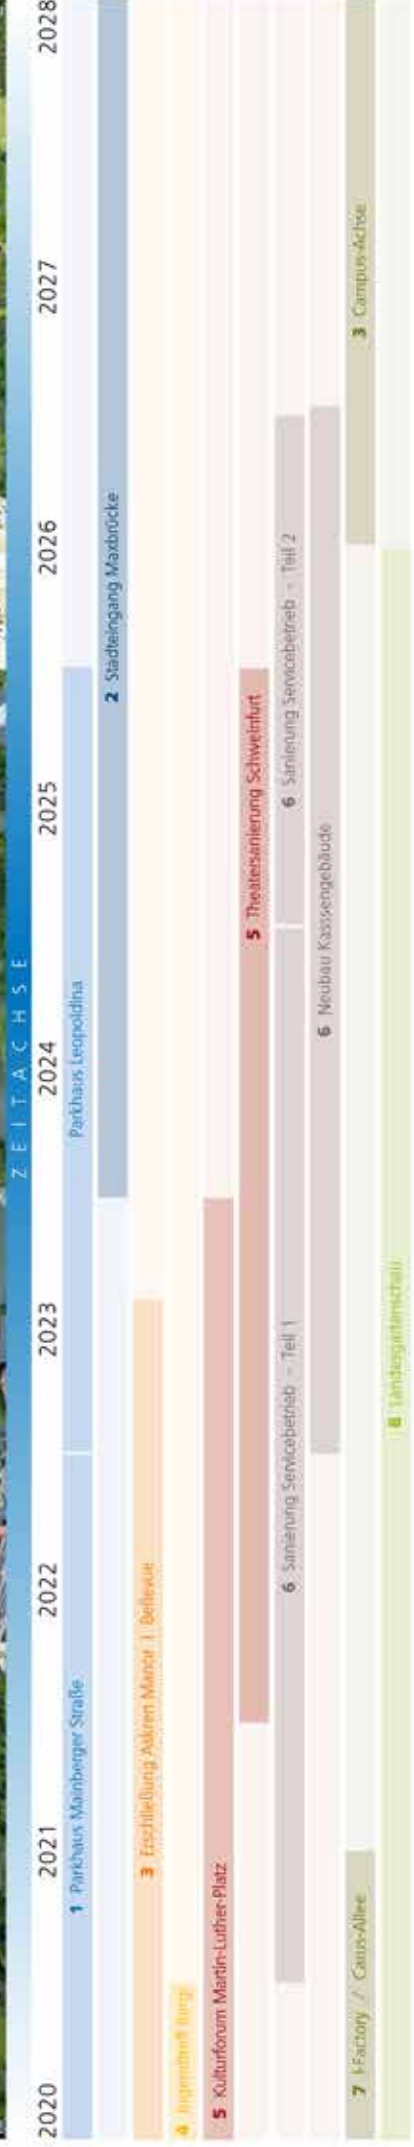 ZEITACHSE
2020 2021 2022 2023 2024 2025 2026 2027 2028
1 Parkhaus Mainberger Straße
Parkhaus Leopoldina
2 Stadteingang Maxbrücke
3 Erschließung Askren Manor | Bellevue
4 Jugendtreff
5 Kulturforum Martin-Luther-Platz
5 Theatersanierung Schweinfurt
6 Sanierung Servicebetrieb - Teil 1
6 Sanierung Servicebetrieb - Teil 2
6 Neubau Kasssengebäude
7 I-Factory / Carus-Allee
3 Campus-Achse
8 Landesgartenschau